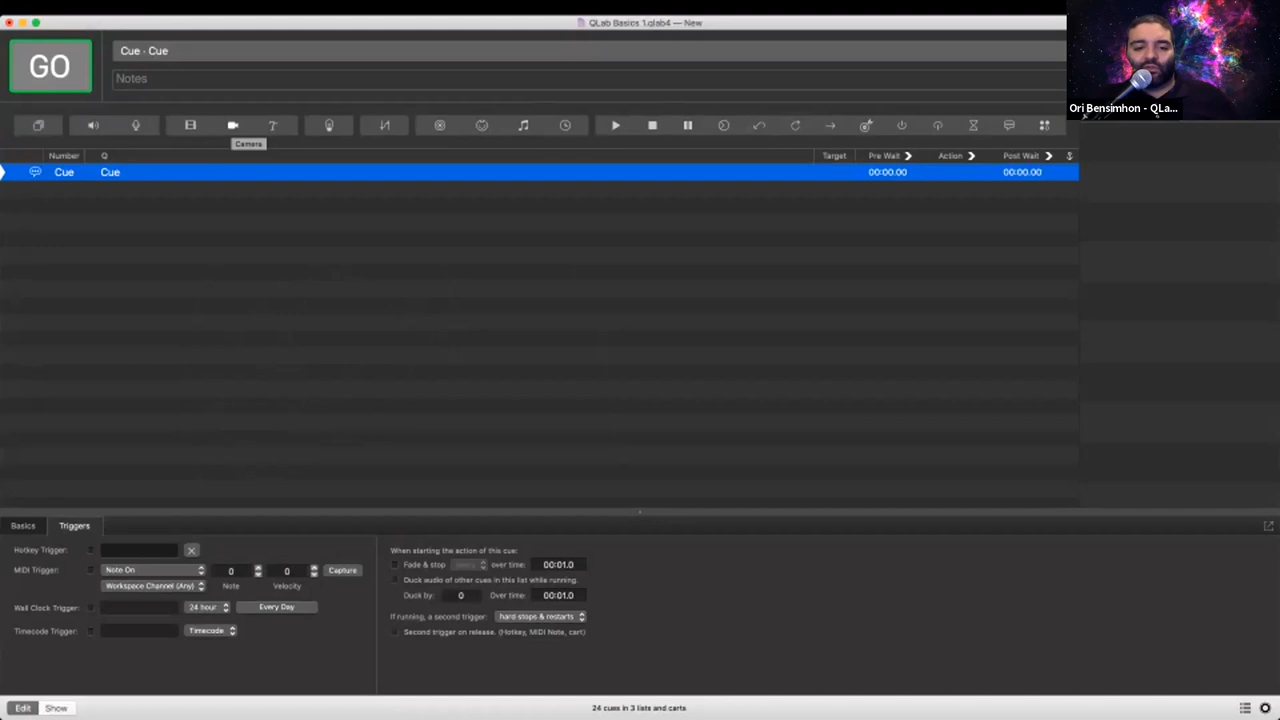 QLab Basics 1.qlab4 — New
GO
Cue · Cue
Notes
Ori Bensimhon - QLa...
Camera
Number Q Target Pre Wait Action Post Wait
Cue Cue 00:00.00 00:00.00
Basics Triggers
Hotkey Trigger:
MIDI Trigger: Note On 0 0 Capture
Workspace Channel (Any) Note Velocity
Wall Clock Trigger: 24 hour Every Day
Timecode Trigger: Timecode
When starting the action of this cue:
Fade & stop over time: 00:01.0
Duck audio of other cues in this list while running.
Duck by: 0 Over time: 00:01.0
If running, a second trigger: hard stops & restarts
Second trigger on release. (Hotkey, MIDI Note, cart)
Edit Show 24 cues in 3 lists and carts